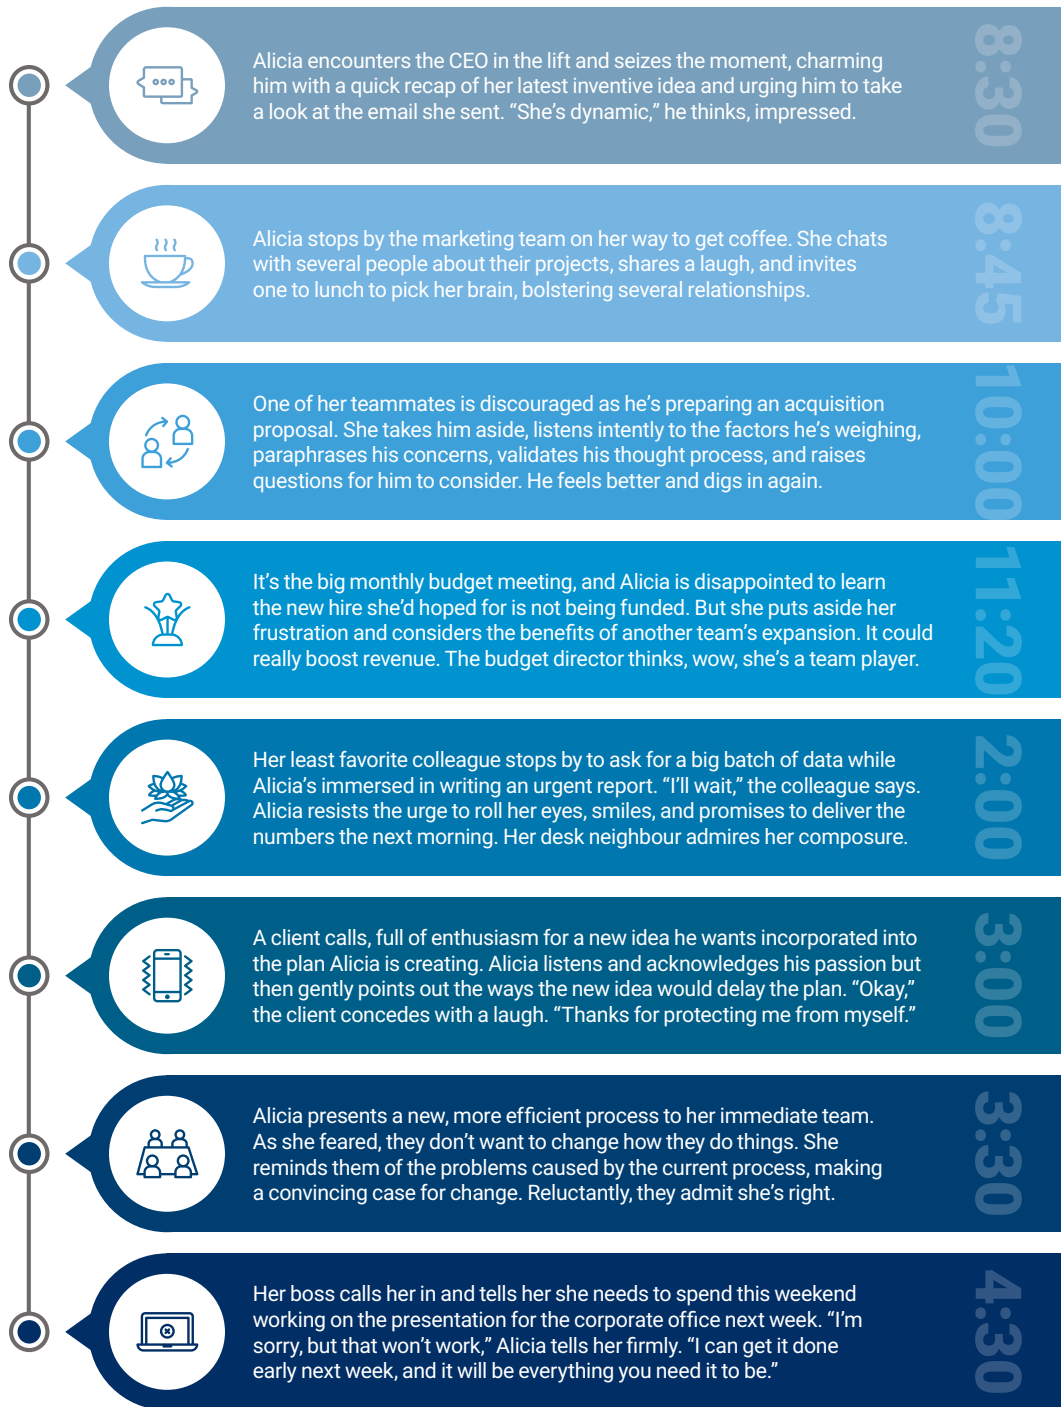 Alicia encounters the CEO in the lift and seizes the moment, charming
him with a quick recap of her latest inventive idea and urging him to take
a look at the email she sent. “She’s dynamic,” he thinks, impressed.
8:30
Alicia stops by the marketing team on her way to get coffee. She chats
with several people about their projects, shares a laugh, and invites
one to lunch to pick her brain, bolstering several relationships.
8:45
One of her teammates is discouraged as he’s preparing an acquisition
proposal. She takes him aside, listens intently to the factors he’s weighing,
paraphrases his concerns, validates his thought process, and raises
questions for him to consider. He feels better and digs in again.
10:00
It’s the big monthly budget meeting, and Alicia is disappointed to learn
the new hire she’d hoped for is not being funded. But she puts aside her
frustration and considers the benefits of another team’s expansion. It could
really boost revenue. The budget director thinks, wow, she’s a team player.
11:20
Her least favorite colleague stops by to ask for a big batch of data while
Alicia’s immersed in writing an urgent report. “I’ll wait,” the colleague says.
Alicia resists the urge to roll her eyes, smiles, and promises to deliver the
numbers the next morning. Her desk neighbour admires her composure.
2:00
A client calls, full of enthusiasm for a new idea he wants incorporated into
the plan Alicia is creating. Alicia listens and acknowledges his passion but
then gently points out the ways the new idea would delay the plan. “Okay,”
the client concedes with a laugh. “Thanks for protecting me from myself.”
3:00
Alicia presents a new, more efficient process to her immediate team.
As she feared, they don’t want to change how they do things. She
reminds them of the problems caused by the current process, making
a convincing case for change. Reluctantly, they admit she’s right.
3:30
Her boss calls her in and tells her she needs to spend this weekend
working on the presentation for the corporate office next week. “I’m
sorry, but that won’t work,” Alicia tells her firmly. “I can get it done
early next week, and it will be everything you need it to be.”
4:30